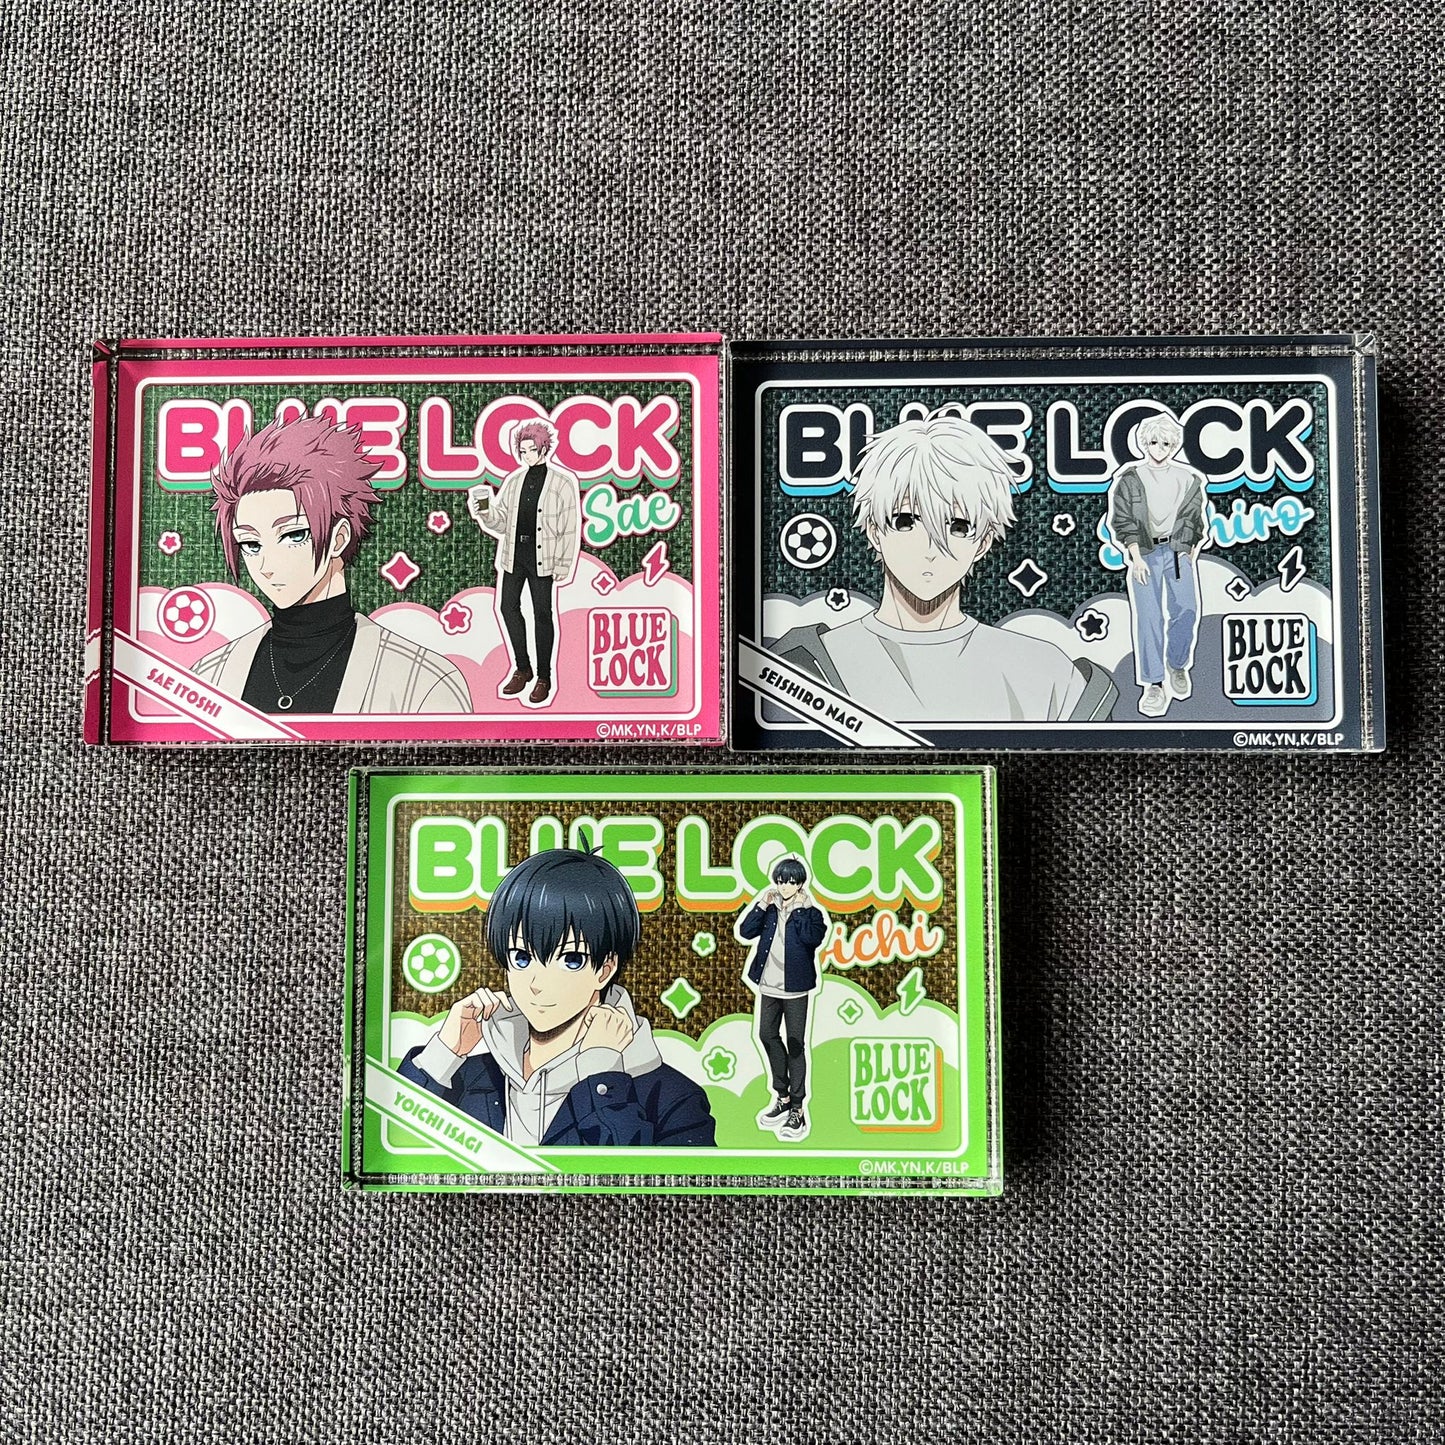 BLUE LOCK
Sae
BLUE
LOCK
SAE ITOSHI
©MK,YN,K/BLP
BLUE LOCK
BLUE
LOCK
SEISHIRO NAGI
©MK,YN,K/BLP
BLUE LOCK
BLUE
LOCK
YOICHI ISAGI
©MK,YN,K/BLP